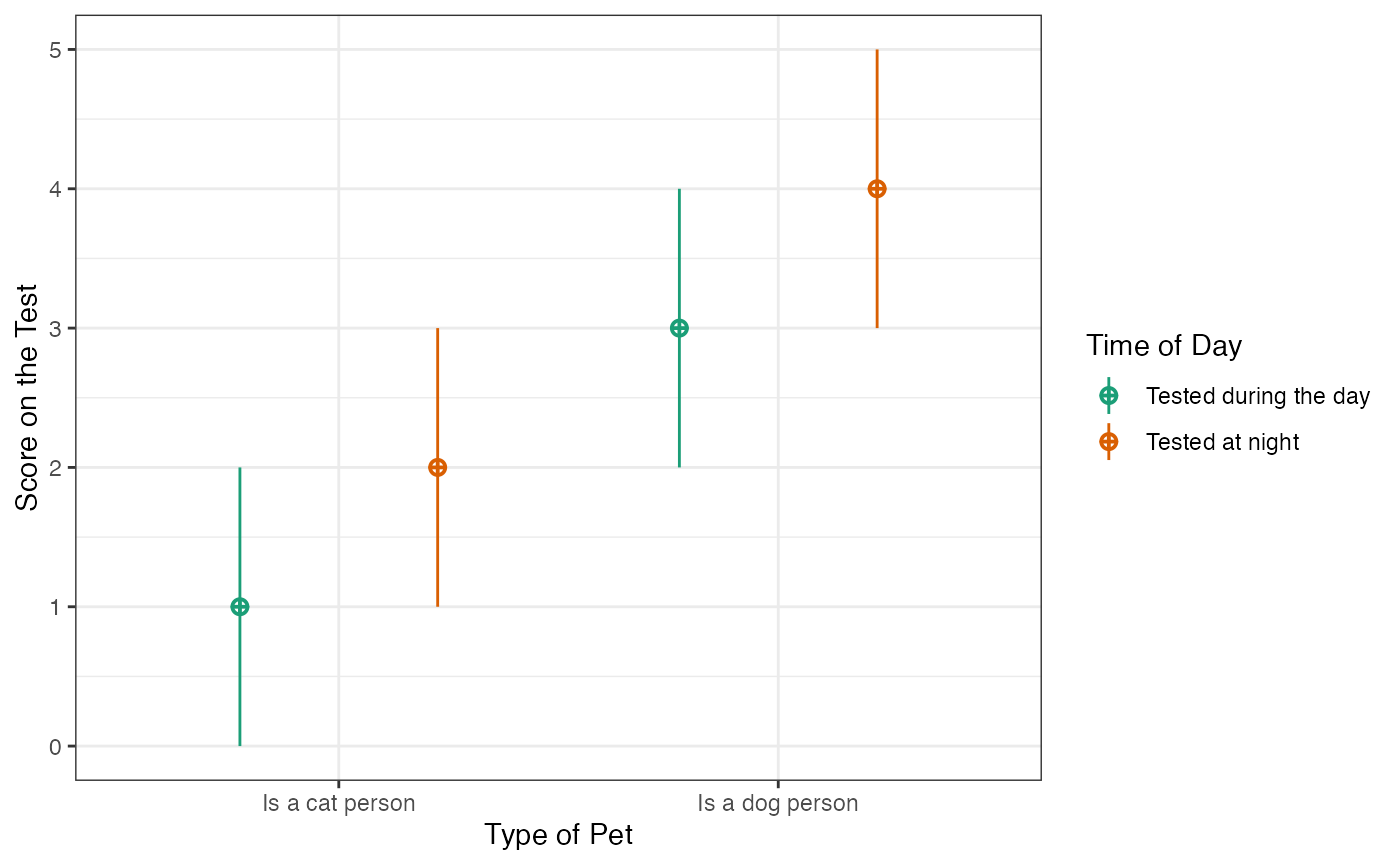 5
4
3
2
1
0
Score on the Test
Is a cat person
Is a dog person
Type of Pet
Time of Day
Tested during the day
Tested at night